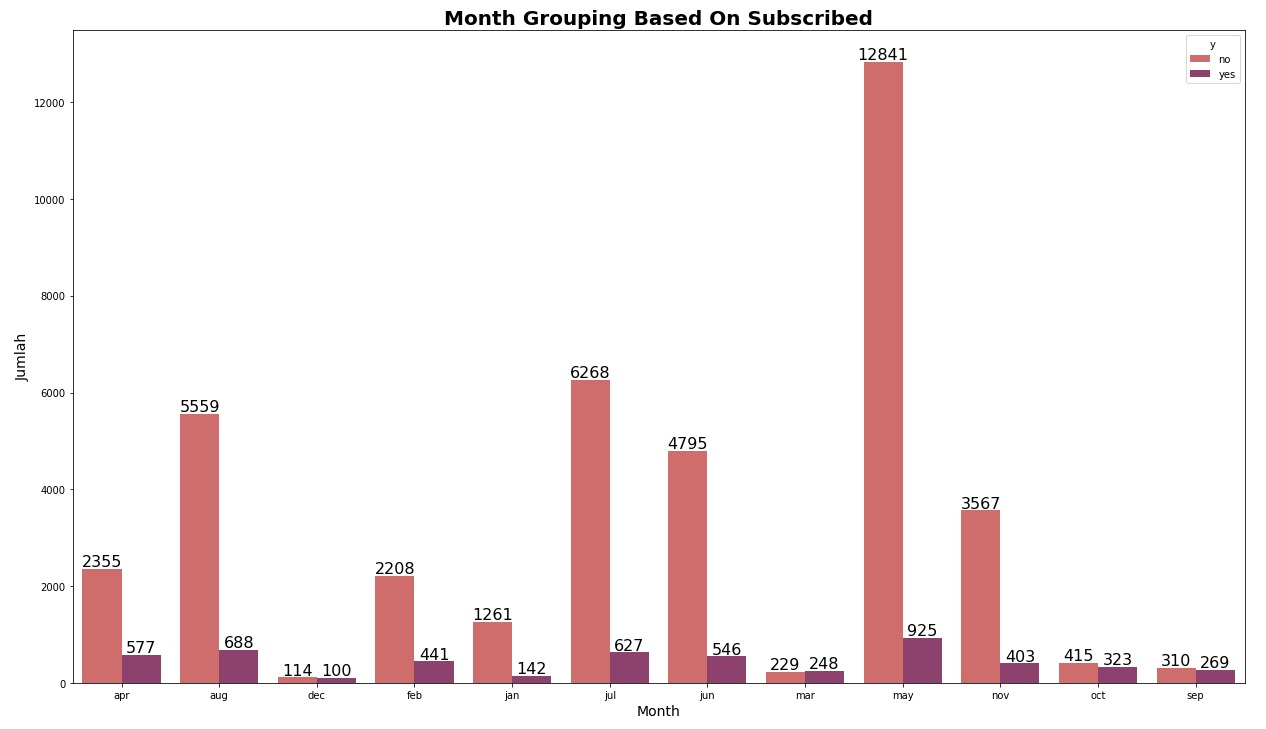 Month Grouping Based On Subscribed
y
no
yes
Jumlah
12000
10000
8000
6000
4000
2000
0
2355
577
5559
688
114
100
2208
441
1261
142
6268
627
4795
546
229
248
12841
925
3567
403
415
323
310
269
apr
aug
dec
feb
jan
jul
jun
mar
may
nov
oct
sep
Month